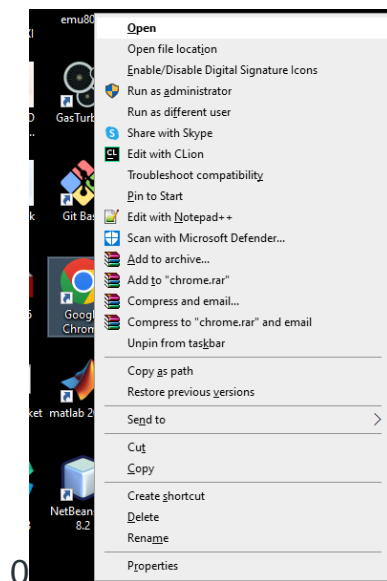 emu80
Open
Open file location
Enable/Disable Digital Signature Icons
Run as administrator
Run as different user
GasTurb
Share with Skype
CL
Edit with CLion
Troubleshoot compatibility
Pin to Start
Git Bas
Edit with Notepad++
Scan with Microsoft Defender...
Add to archive...
Add to "chrome.rar"
Compress and email...
Googl
Chrom
Compress to "chrome.rar" and email
Unpin from taskbar
Copy as path
Restore previous versions
ket
matlab 20
Send to
Cut
Copy
Create shortcut
NetBean
8.2
Delete
Rename
Properties
0